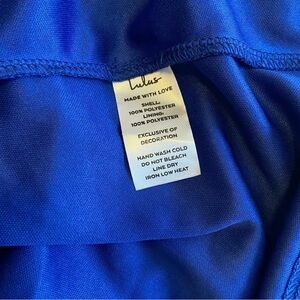 Lulus
MADE WITH LOVE
SHELL:
100% POLYESTER
LINING:
100% POLYESTER
EXCLUSIVE OF
DECORATION
HAND WASH COLD
DO NOT BLEACH
LINE DRY
IRON LOW HEAT